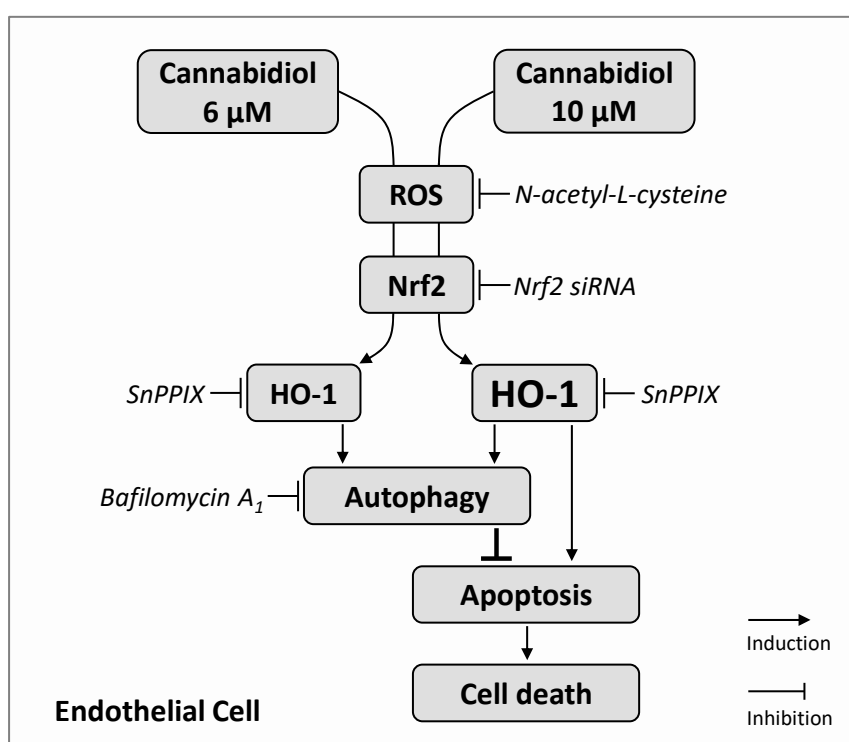 Cannabidiol
6 µM
Cannabidiol
10 µM
ROS
N-acetyl-L-cysteine
Nrf2
Nrf2 siRNA
SnPPIX
HO-1
HO-1
SnPPIX
Bafilomycin A₁
Autophagy
Apoptosis
Cell death
Endothelial Cell
Induction
Inhibition